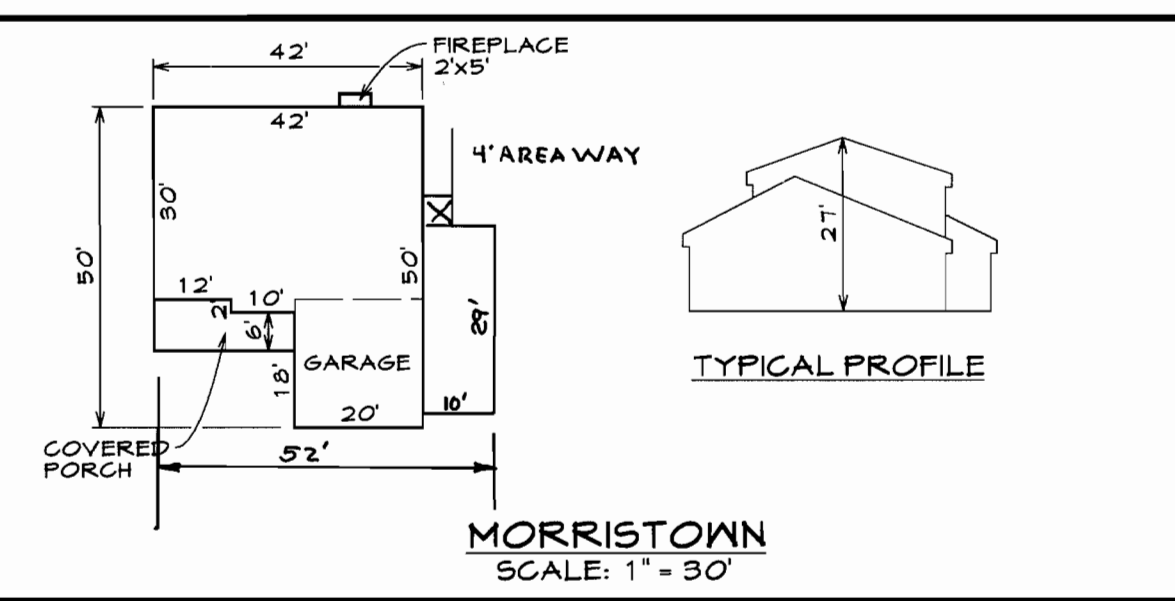 42'
FIREPLACE
2'x5'
42'
4' AREA WAY
30'
50'
50'
27'
12'
10'
2'
6'
29'
GARAGE
18'
TYPICAL PROFILE
20'
10'
COVERED
PORCH
52'
MORRISTOWN
SCALE: 1" = 30'